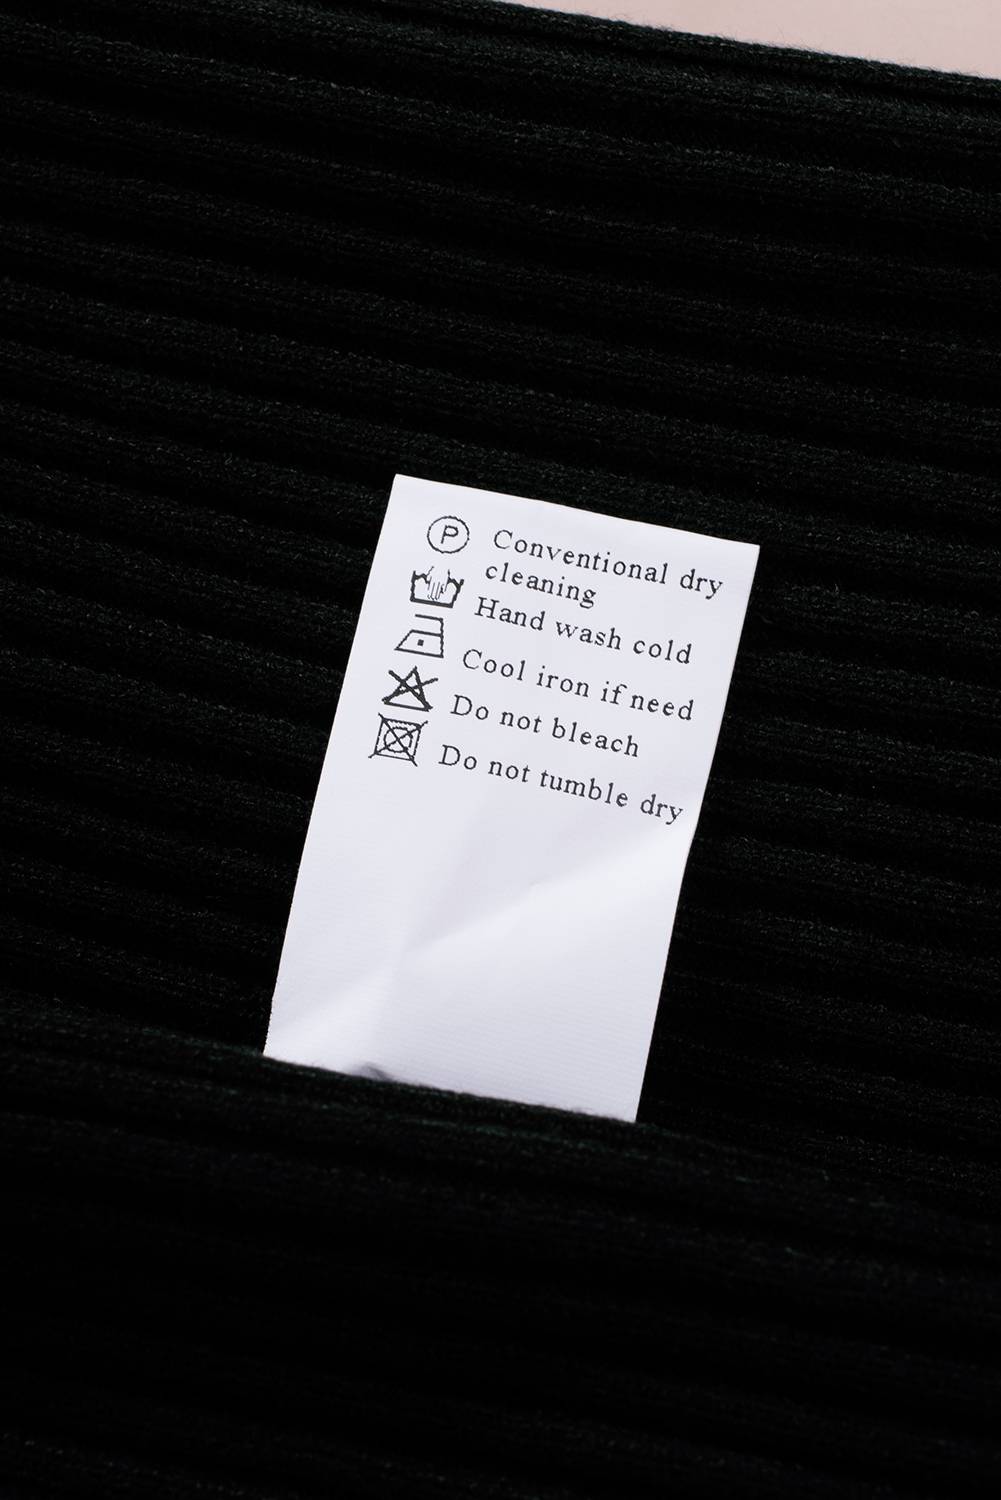 P Conventional dry
cleaning
Hand wash cold
Cool iron if need
Do not bleach
Do not tumble dry